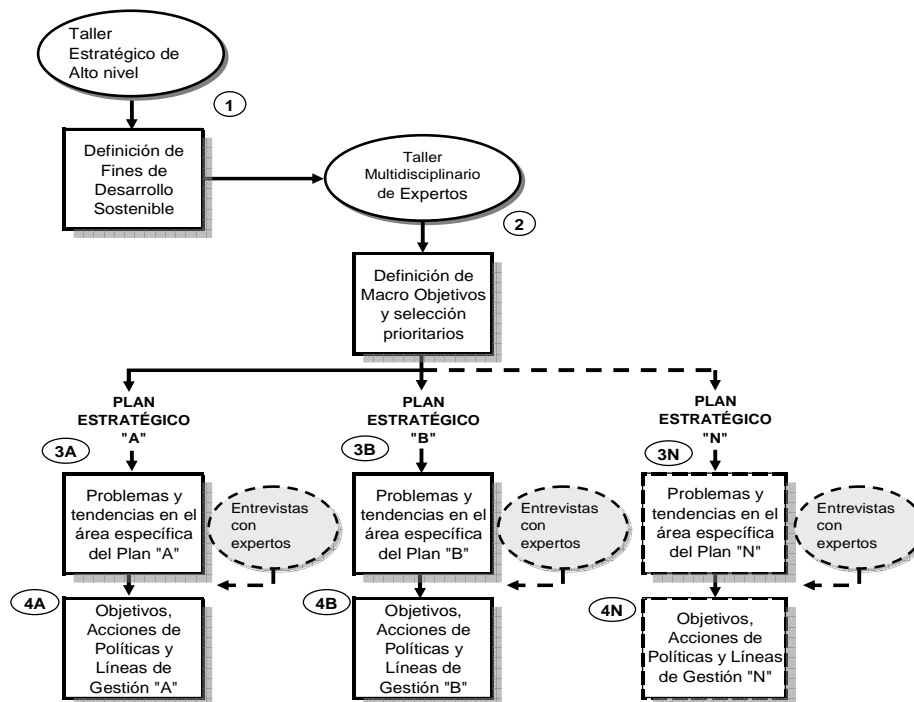 Taller
Estratégico de
Alto nivel
1
Definición de
Fines de
Desarrollo
Sostenible
Taller
Multidisciplinario
de Expertos
2
Definición de
Macro Objetivos
y selección
prioritarios
PLAN
ESTRATÉGICO
"A"
3A
Problemas y
tendencias en el
área específica
del Plan "A"
Entrevistas
con
expertos
4A
Objetivos,
Acciones de
Políticas y
Líneas de
Gestión "A"
PLAN
ESTRATÉGICO
"B"
3B
Problemas y
tendencias en el
área específica
del Plan "B"
Entrevistas
con
expertos
4B
Objetivos,
Acciones de
Políticas y
Líneas de
Gestión "B"
PLAN
ESTRATÉGICO
"N"
3N
Problemas y
tendencias en el
área específica
del Plan "N"
Entrevistas
con
expertos
4N
Objetivos,
Acciones de
Políticas y Líneas
de Gestión "N"